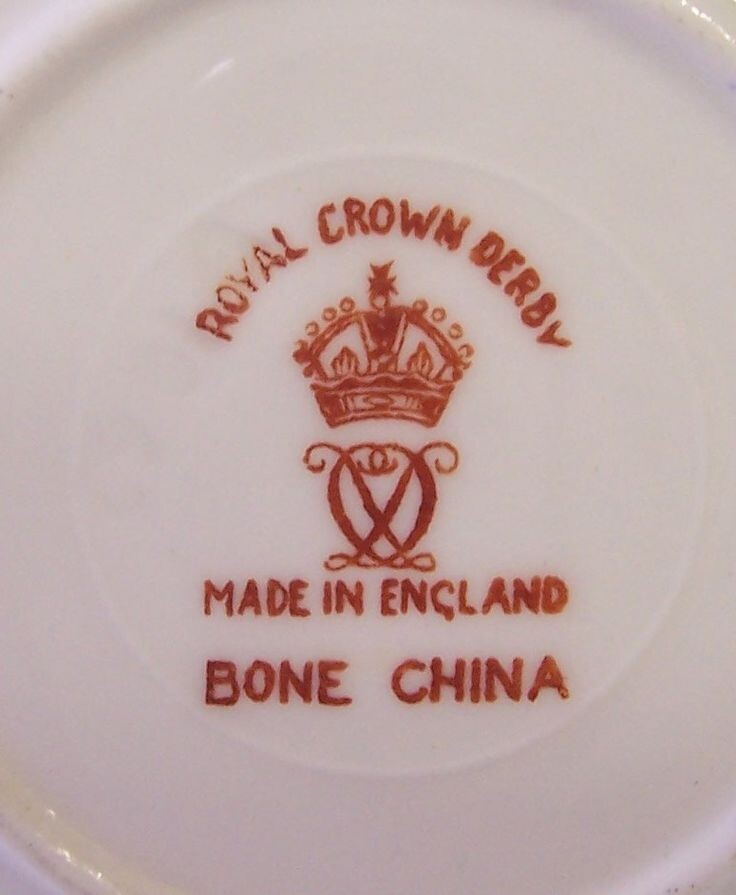 ROYAL CROWN DERBY
MADE IN ENGLAND
BONE CHINA